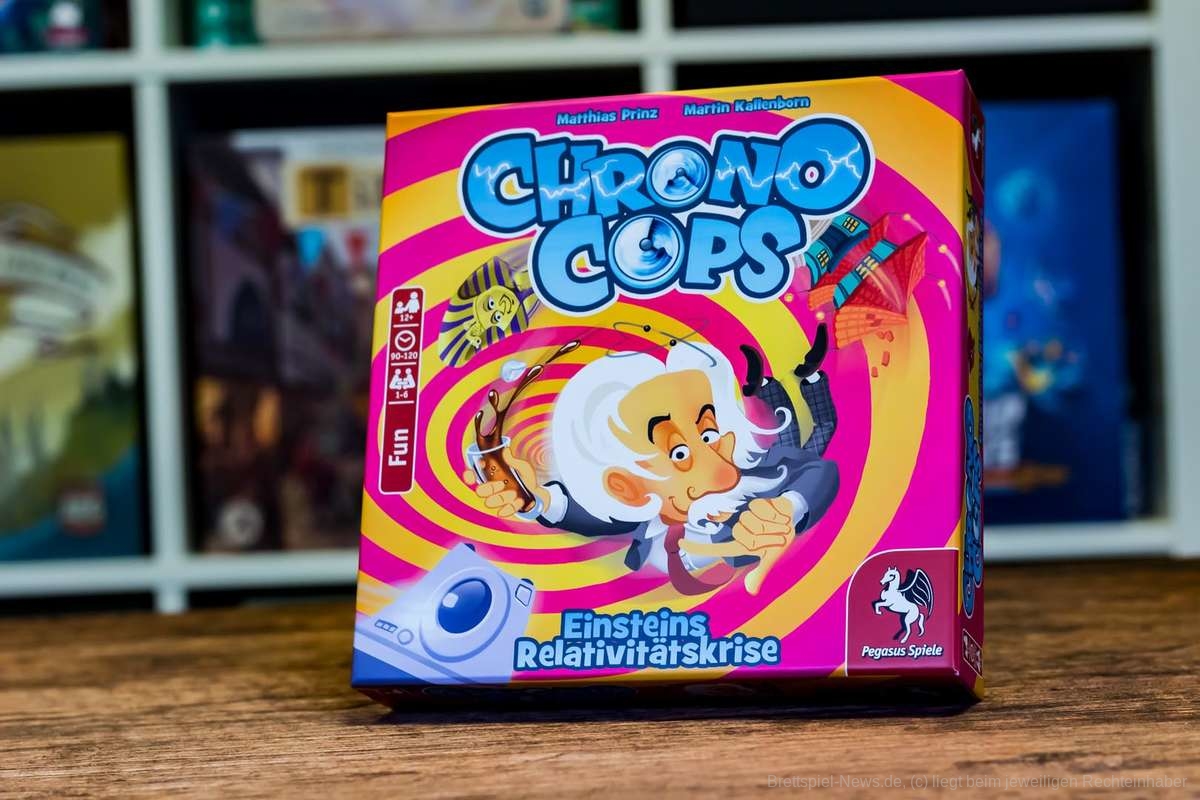 Matthias Prinz Martin Kallenborn
CHRONO
COPS
12+
90-120
1-6
Fun
Einsteins
Relativitätskrise
Pegasus Spiele
Brettspiel-News.de, (c) liegt beim jeweiliden Rechteinhaber